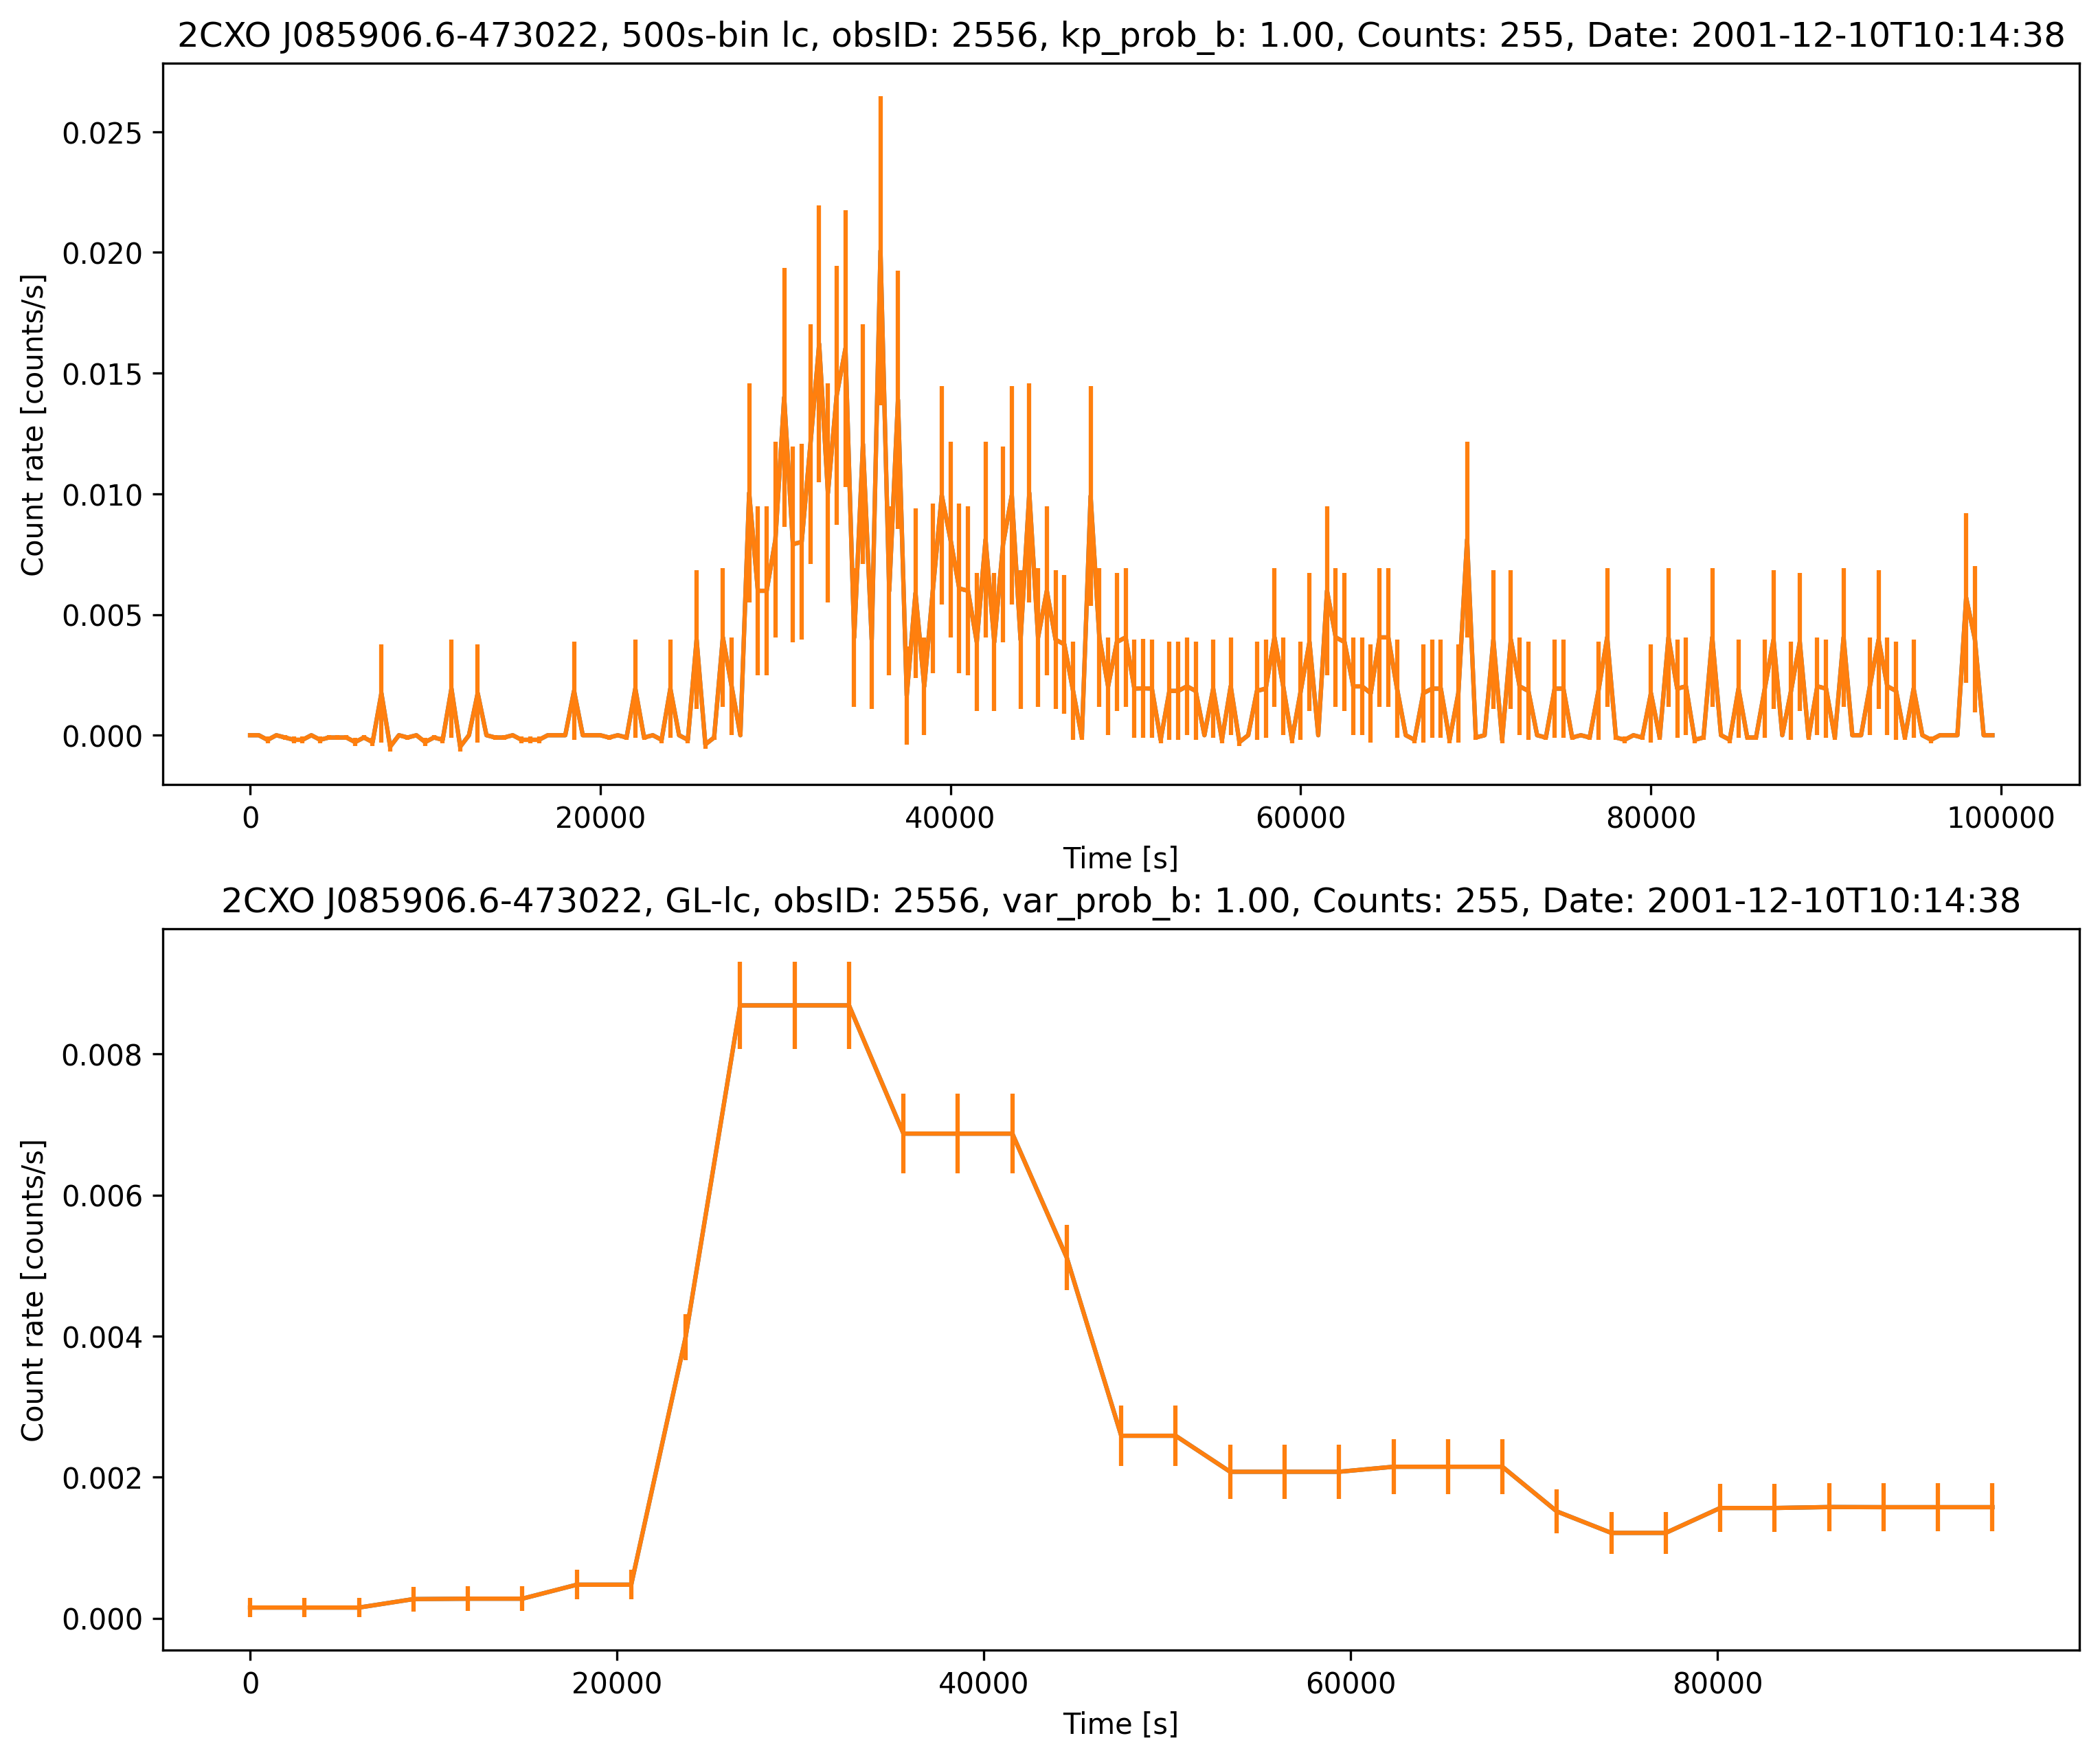 2CXO J085906.6-473022, 500s-bin lc, obsID: 2556, kp_prob_b: 1.00, Counts: 255, Date: 2001-12-10T10:14:38
Count rate [counts/s]
0.025
0.020
0.015
0.010
0.005
0.000
0 20000 40000 60000 80000 100000
Time [s]
2CXO J085906.6-473022, GL-lc, obsID: 2556, var_prob_b: 1.00, Counts: 255, Date: 2001-12-10T10:14:38
Count rate [counts/s]
0.008
0.006
0.004
0.002
0.000
0 20000 40000 60000 80000
Time [s]